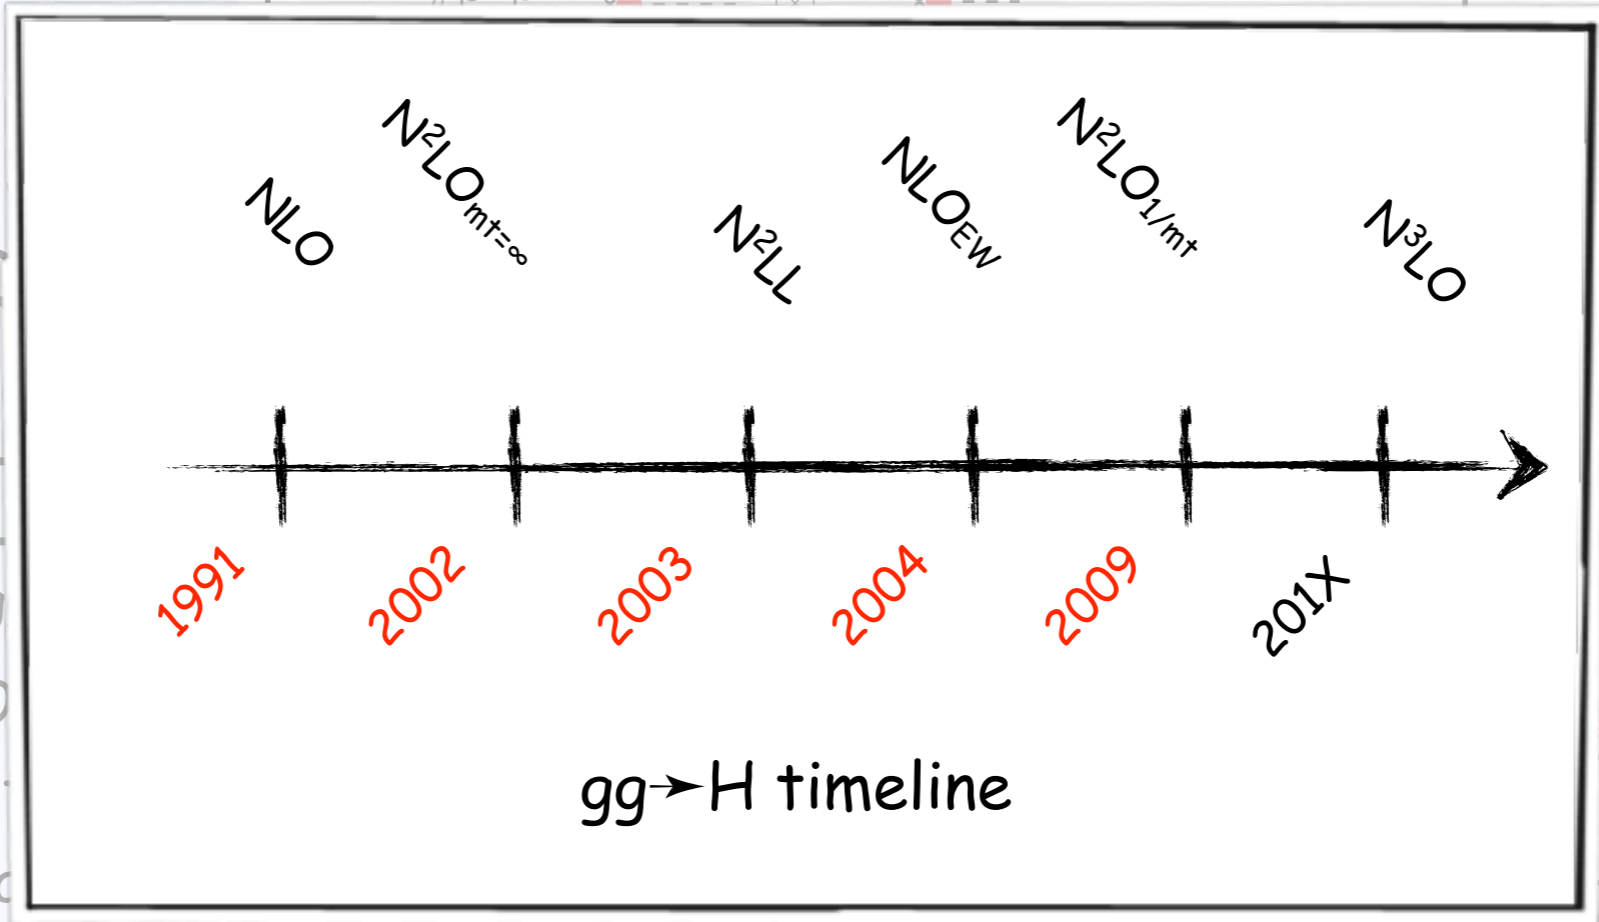 NLO
N²LOmt=∞
N²LL
NLOEW
N²LO1/mt
N³LO
1991
2002
2003
2004
2009
201X
gg→H timeline